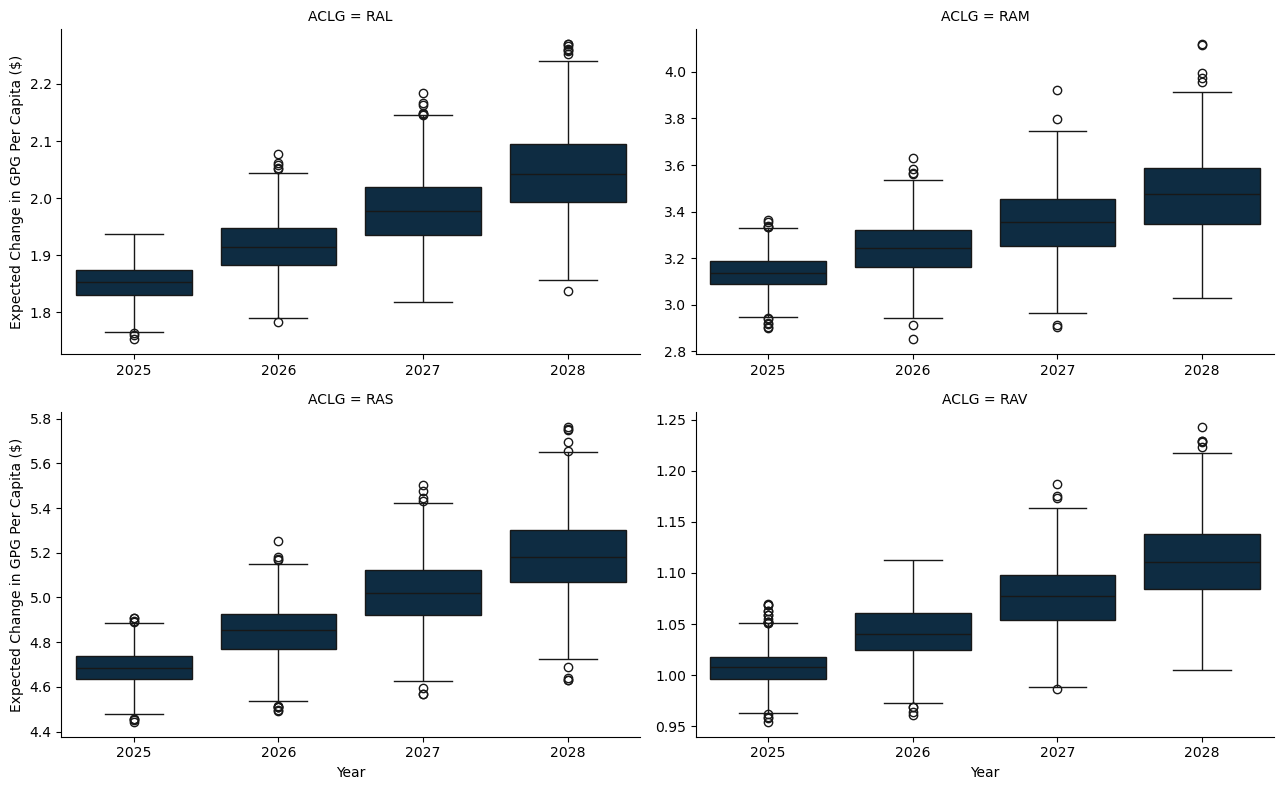 ACLG = RAL
ACLG = RAM
Expected Change in GPG Per Capita ($)
2.2
2.1
2.0
1.9
1.8
2025 2026 2027 2028
4.0
3.8
3.6
3.4
3.2
3.0
2.8
2025 2026 2027 2028
ACLG = RAS
ACLG = RAV
Expected Change in GPG Per Capita ($)
5.8
5.6
5.4
5.2
5.0
4.8
4.6
4.4
2025 2026 2027 2028
Year
1.25
1.20
1.15
1.10
1.05
1.00
0.95
2025 2026 2027 2028
Year